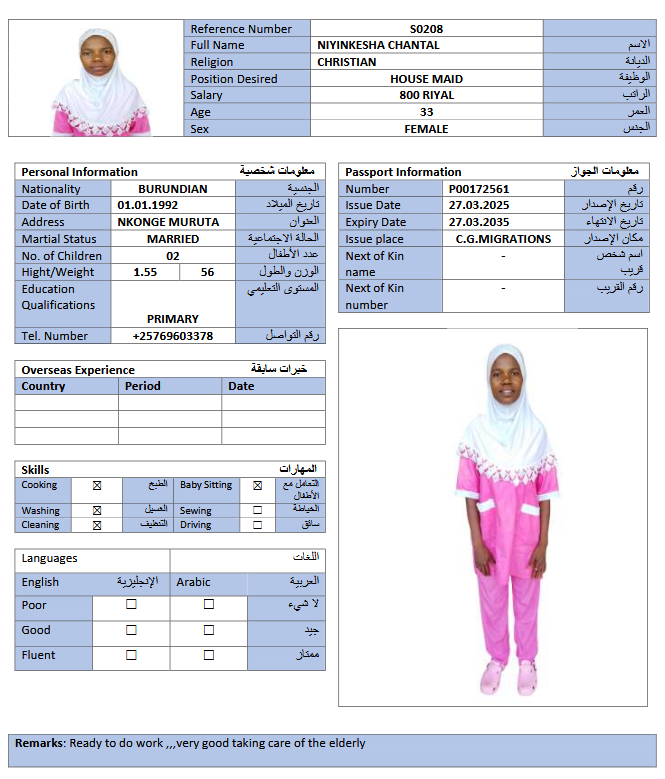 Reference Number S0208
Full Name NIYINKESHA CHANTAL الاسم
Religion CHRISTIAN الديانة
Position Desired HOUSE MAID الوظيفة
Salary 800 RIYAL الراتب
Age 33 العمر
Sex FEMALE الجنس
Personal Information معلومات شخصية
Nationality BURUNDIAN الجنسية
Date of Birth 01.01.1992 تاريخ الميلاد
Address NKONGE MURUTA العنوان
Martial Status MARRIED الحالة الاجتماعية
No. of Children 02 عدد الأطفال
Hight/Weight 1.55 56 الوزن والطول
Education Qualifications PRIMARY المستوى التعليمي
Tel. Number +25769603378 رقم التواصل
Passport Information معلومات الجواز
Number P00172561 رقم
Issue Date 27.03.2025 تاريخ الإصدار
Expiry Date 27.03.2035 تاريخ الانتهاء
Issue place C.G.MIGRATIONS مكان الإصدار
Next of Kin name - اسم شخص قريب
Next of Kin number - رقم القريب
Overseas Experience خبرات سابقة
Country Period Date
Skills المهارات
Cooking ☒ الطبخ Baby Sitting ☒ التعامل مع الأطفال
Washing ☒ الغسيل Sewing ☐ الخياطة
Cleaning ☒ التنظيف Driving ☐ سائق
Languages اللغات
English الإنجليزية Arabic العربية
Poor ☐ ☐ لا شيء
Good ☐ ☐ جيد
Fluent ☐ ☐ ممتاز
Remarks: Ready to do work ,,,very good taking care of the elderly